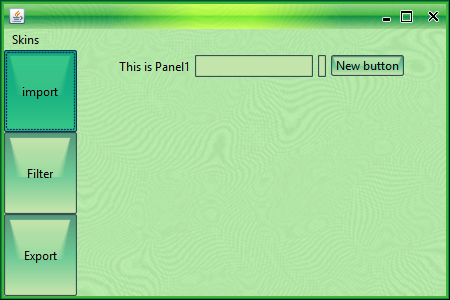 Skins
import
This is Panel1
New button
Filter
Export